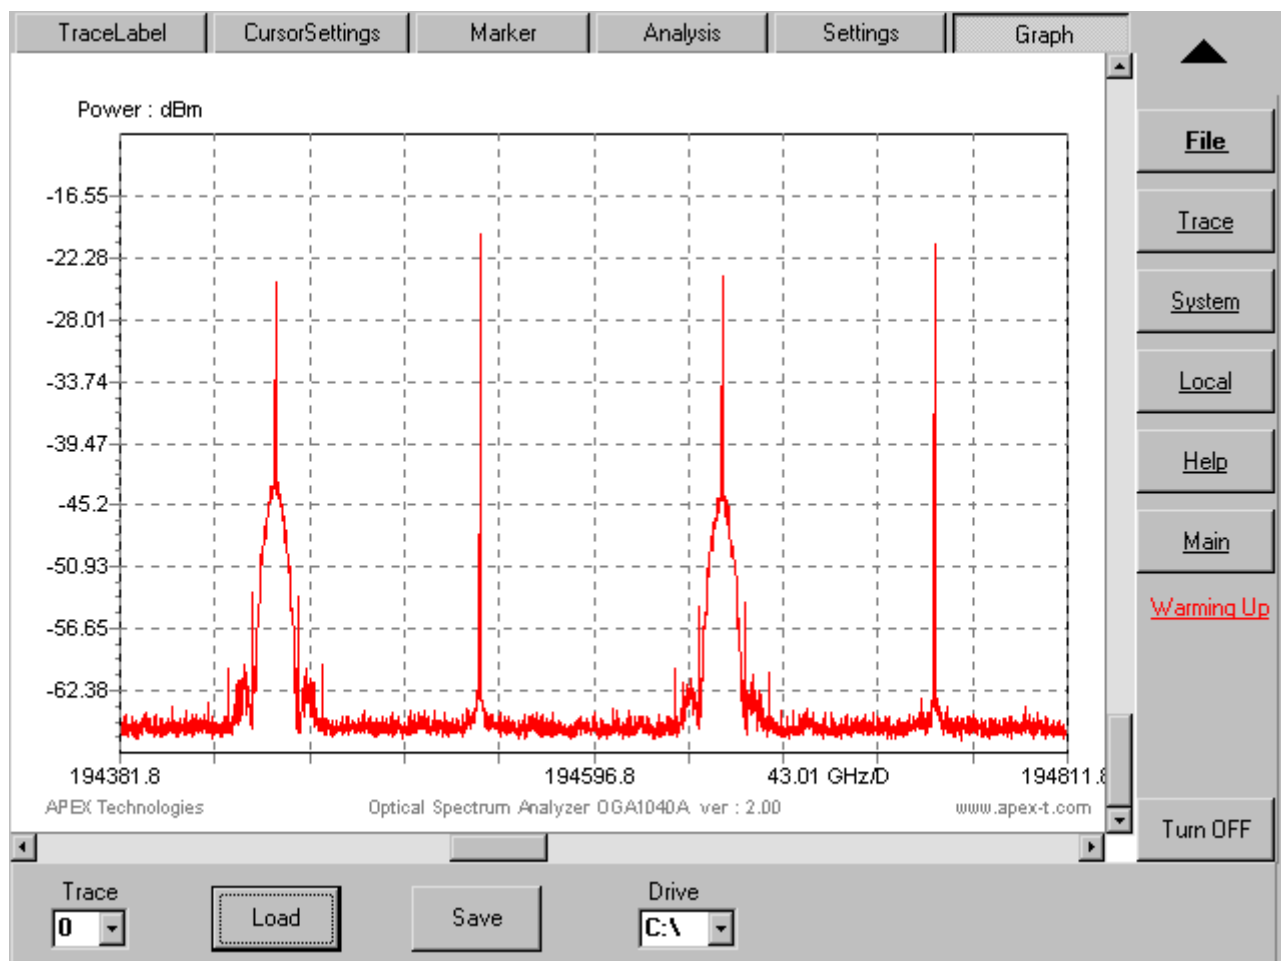 TraceLabel CursorSettings Marker Analysis Settings Graph
Power : dBm
-16.55
-22.28
-28.01
-33.74
-39.47
-45.2
-50.93
-56.65
-62.38
194381.8 194596.8 43.01 GHz/D 194811.8
APEX Technologies Optical Spectrum Analyzer OGA1040A ver : 2.00 www.apex-t.com
File
Trace
System
Local
Help
Main
Warming Up
Turn OFF
Trace
0
Load
Save
Drive
C:\